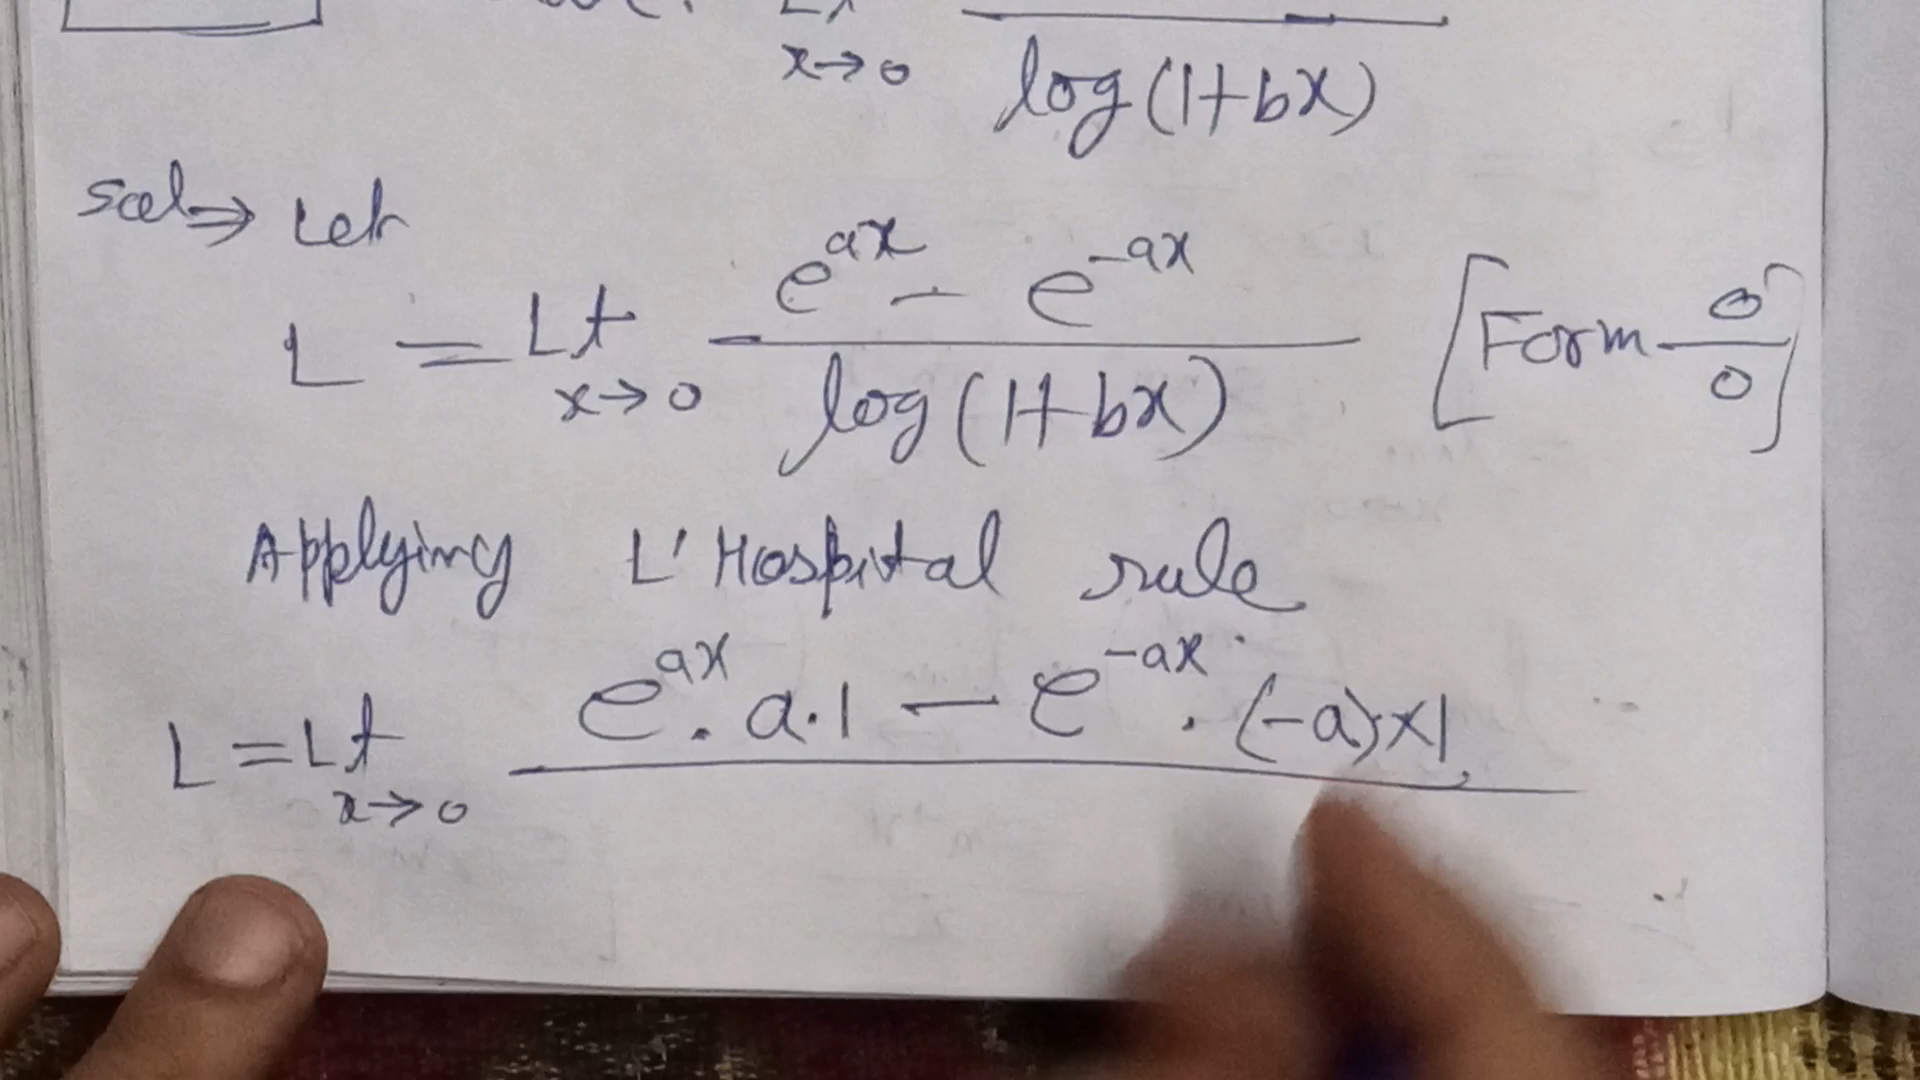 x→0 log(1+bx)
Sol⇒ Let
L = Lt x→0 e^ax - e^-ax / log(1+bx) [Form 0/0]
Applying L'Hospital rule
L = Lt x→0 e^ax . a.1 - e^-ax . (-a)×1